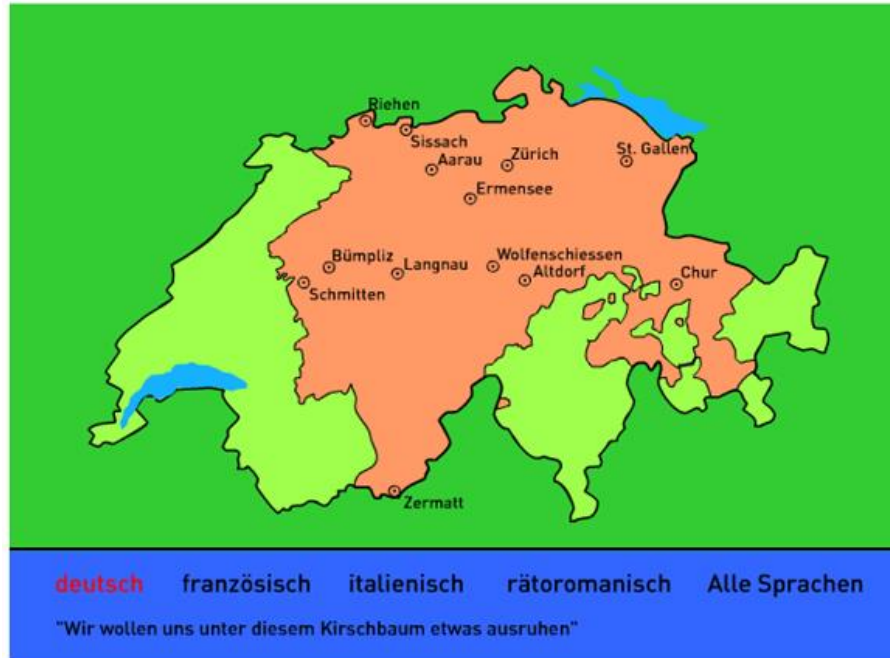 Riehen
Sissach
Aarau
Zürich
St. Gallen
Ermensee
Bümpliz
Langnau
Wolfenschiessen
Altdorf
Chur
Schmitten
Zermatt
deutsch französisch italienisch rätoromanisch Alle Sprachen
"Wir wollen uns unter diesem Kirschbaum etwas ausruhen"